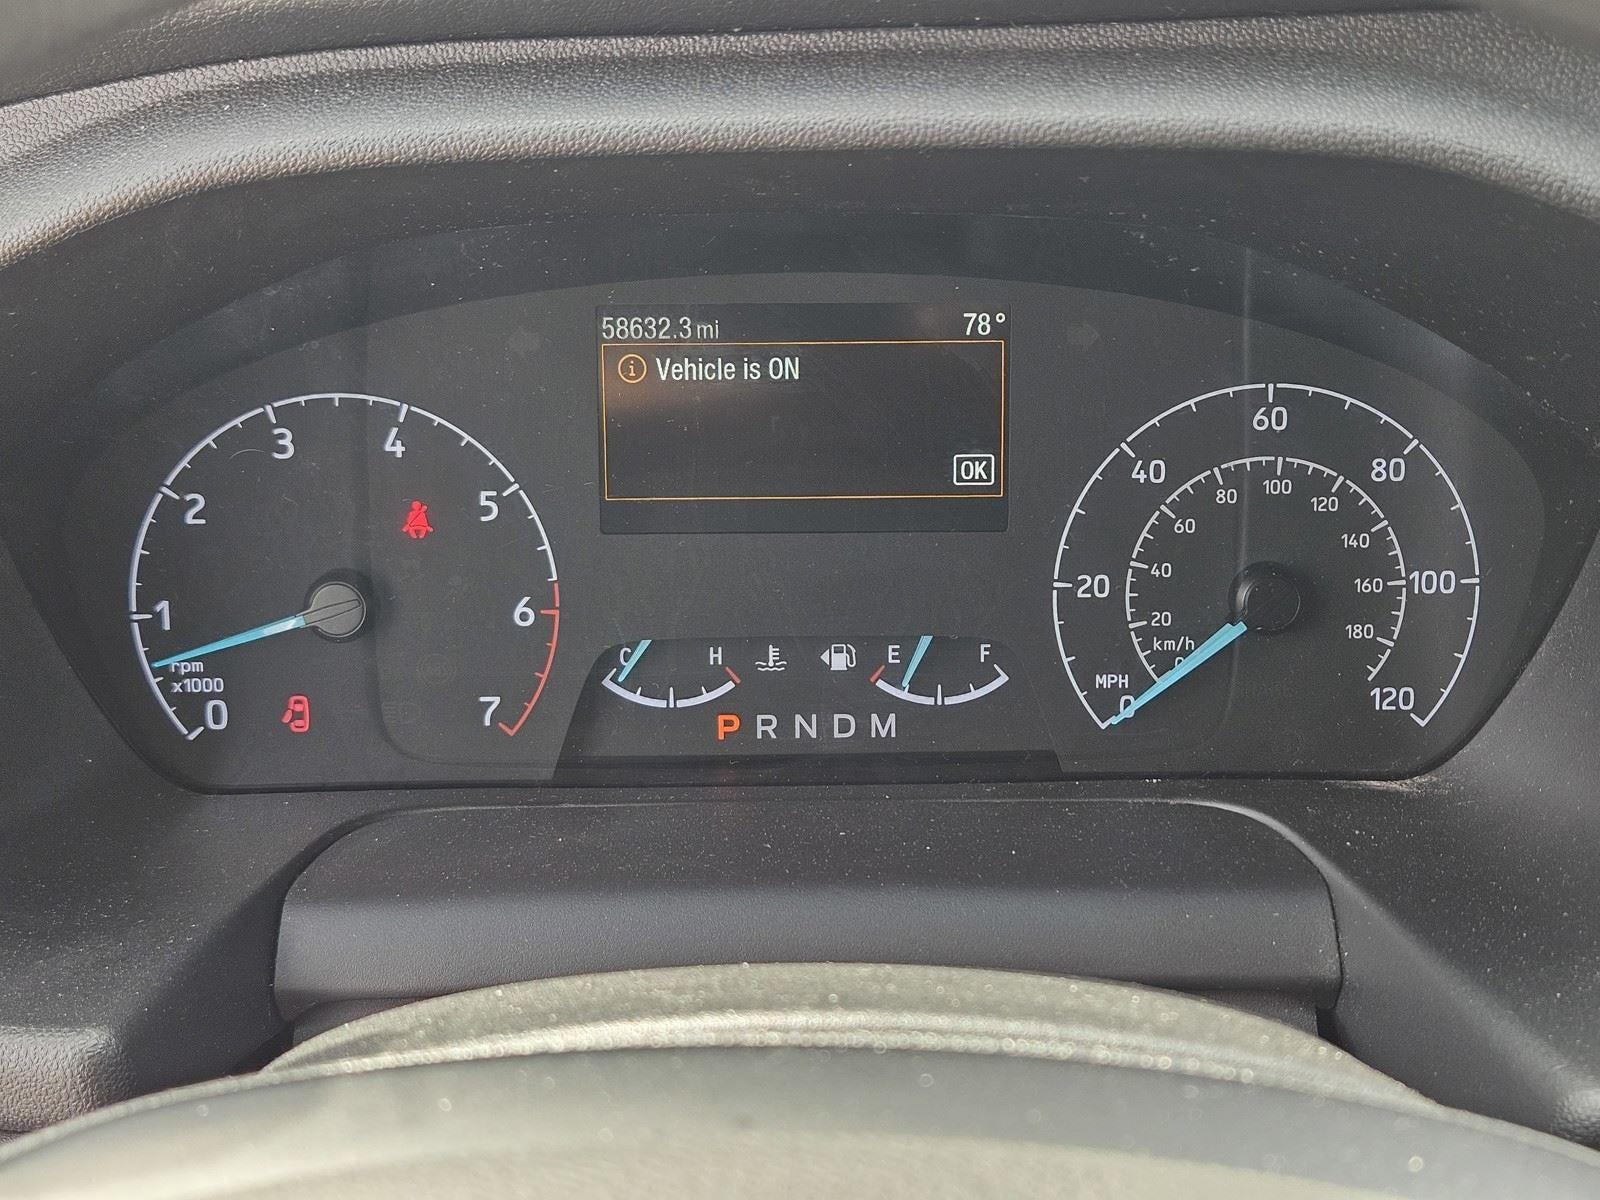 58632.3 mi 78°
i Vehicle is ON
OK
0 1 2 3 4 5 6 7
rpm
x1000
C H
E F
P R N D M
0 20 40 60 80 100 120
MPH
0 20 40 60 80 100 120 140 160 180
km/h